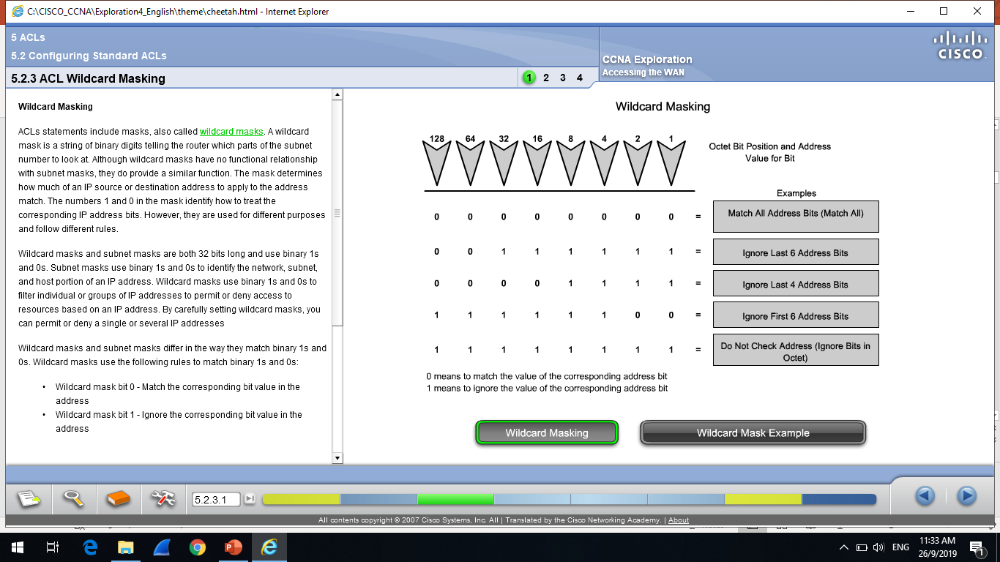 C:\CISCO_CCNA\Exploration4_English\theme\cheetah.html - Internet Explorer
5 ACLs
5.2 Configuring Standard ACLs
CCNA Exploration
Accessing the WAN
CISCO
5.2.3 ACL Wildcard Masking
1 2 3 4
Wildcard Masking
ACLs statements include masks, also called wildcard masks. A wildcard
mask is a string of binary digits telling the router which parts of the subnet
number to look at. Although wildcard masks have no functional relationship
with subnet masks, they do provide a similar function. The mask determines
how much of an IP source or destination address to apply to the address
match. The numbers 1 and 0 in the mask identify how to treat the
corresponding IP address bits. However, they are used for different purposes
and follow different rules.
Wildcard masks and subnet masks are both 32 bits long and use binary 1s
and 0s. Subnet masks use binary 1s and 0s to identify the network, subnet,
and host portion of an IP address. Wildcard masks use binary 1s and 0s to
filter individual or groups of IP addresses to permit or deny access to
resources based on an IP address. By carefully setting wildcard masks, you
can permit or deny a single or several IP addresses
Wildcard masks and subnet masks differ in the way they match binary 1s and
0s. Wildcard masks use the following rules to match binary 1s and 0s:
• Wildcard mask bit 0 - Match the corresponding bit value in the
address
• Wildcard mask bit 1 - Ignore the corresponding bit value in the
address
Wildcard Masking
128 64 32 16 8 4 2 1
Octet Bit Position and Address
Value for Bit
Examples
0 0 0 0 0 0 0 0 = Match All Address Bits (Match All)
0 0 1 1 1 1 1 1 = Ignore Last 6 Address Bits
0 0 0 0 1 1 1 1 = Ignore Last 4 Address Bits
1 1 1 1 1 1 0 0 = Ignore First 6 Address Bits
1 1 1 1 1 1 1 1 = Do Not Check Address (Ignore Bits in
Octet)
0 means to match the value of the corresponding address bit
1 means to ignore the value of the corresponding address bit
Wildcard Masking
Wildcard Mask Example
5.2.3.1
All contents copyright © 2007 Cisco Systems, Inc. All | Translated by the Cisco Networking Academy. | About
ENG
11:33 AM
26/9/2019
1